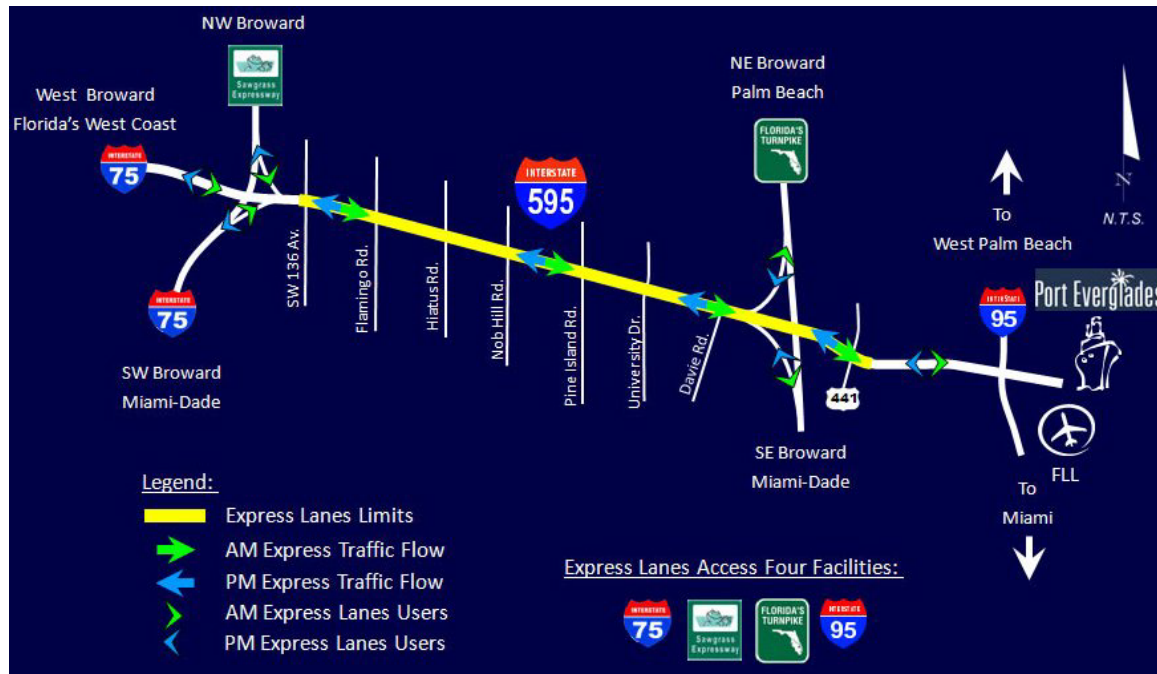 NW Broward
Sawgrass
Expressway
West Broward
Florida's West Coast
INTERSTATE
75
INTERSTATE
75
SW Broward
Miami-Dade
SW 136 Av.
Flamingo Rd.
Hiatus Rd.
Nob Hill Rd.
Pine Island Rd.
University Dr.
Davie Rd.
INTERSTATE
595
NE Broward
Palm Beach
FLORIDA'S
TURNPIKE
441
SE Broward
Miami-Dade
N
N.T.S.
To
West Palm Beach
INTERSTATE
95
Port Everglades
FLL
To
Miami
Legend:
Express Lanes Limits
AM Express Traffic Flow
PM Express Traffic Flow
AM Express Lanes Users
PM Express Lanes Users
Express Lanes Access Four Facilities:
INTERSTATE
75
Sawgrass
Expressway
FLORIDA'S
TURNPIKE
INTERSTATE
95